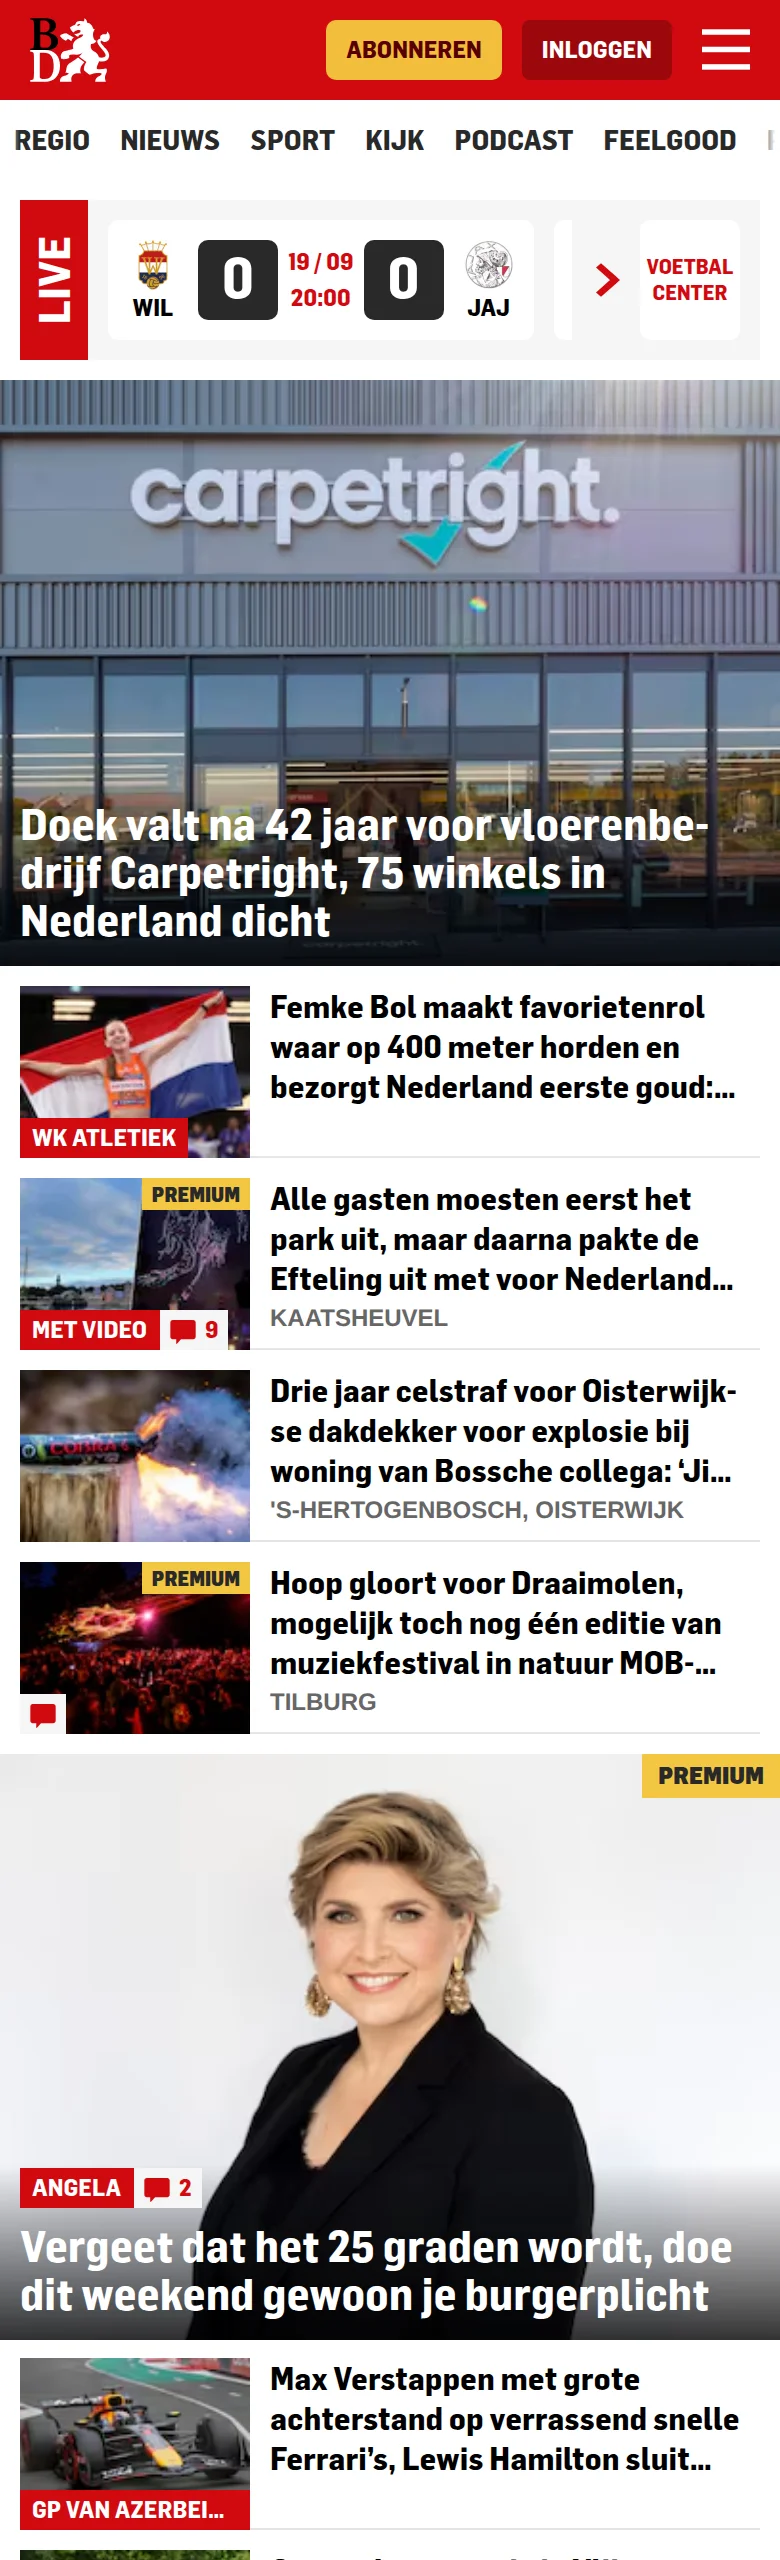 B
D
ABONNEREN
INLOGGEN
REGIO NIEUWS SPORT KIJK PODCAST FEELGOOD
LIVE
WIL
0
19 / 09
20:00
0
JAJ
VOETBAL
CENTER
carpetright.
Doek valt na 42 jaar voor vloerenbe-
drijf Carpetright, 75 winkels in
Nederland dicht
WK ATLETIEK
Femke Bol maakt favorietenrol
waar op 400 meter horden en
bezorgt Nederland eerste goud:...
PREMIUM
MET VIDEO
9
Alle gasten moesten eerst het
park uit, maar daarna pakte de
Efteling uit met voor Nederland...
KAATSHEUVEL
COBRA 6
Drie jaar celstraf voor Oisterwijk-
se dakdekker voor explosie bij
woning van Bossche collega: ‘Ji...
'S-HERTOGENBOSCH, OISTERWIJK
PREMIUM
Hoop gloort voor Draaimolen,
mogelijk toch nog één editie van
muziekfestival in natuur MOB-...
TILBURG
PREMIUM
ANGELA
2
Vergeet dat het 25 graden wordt, doe
dit weekend gewoon je burgerplicht
GP VAN AZERBEI...
Max Verstappen met grote
achterstand op verrassend snelle
Ferrari’s, Lewis Hamilton sluit...